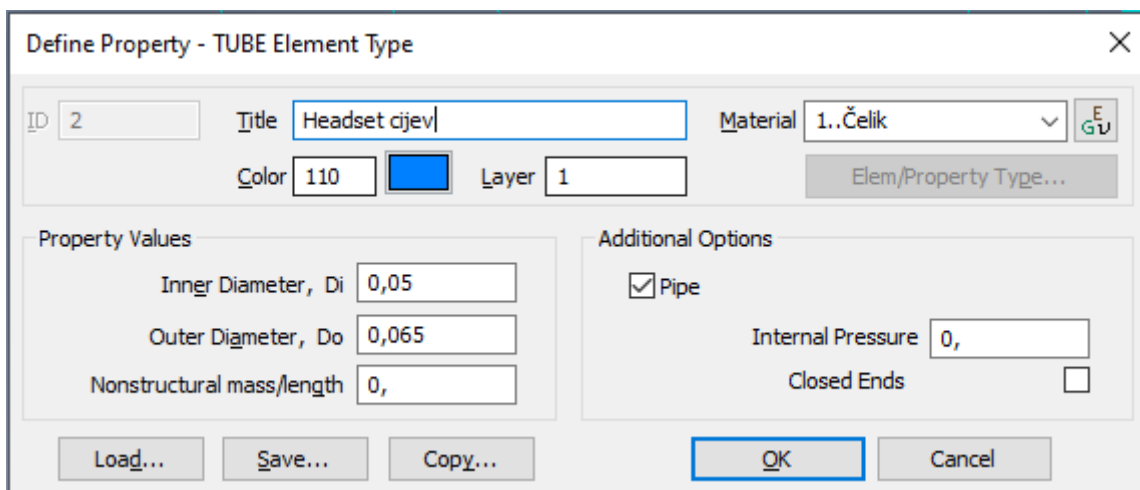 Define Property - TUBE Element Type
ID 2 Title Headset cijev Material 1..Čelik
Color 110 Layer 1 Elem/Property Type...
Property Values
Inner Diameter, Di 0,05
Outer Diameter, Do 0,065
Nonstructural mass/length 0,
Additional Options
Pipe
Internal Pressure 0,
Closed Ends
Load... Save... Copy... OK Cancel